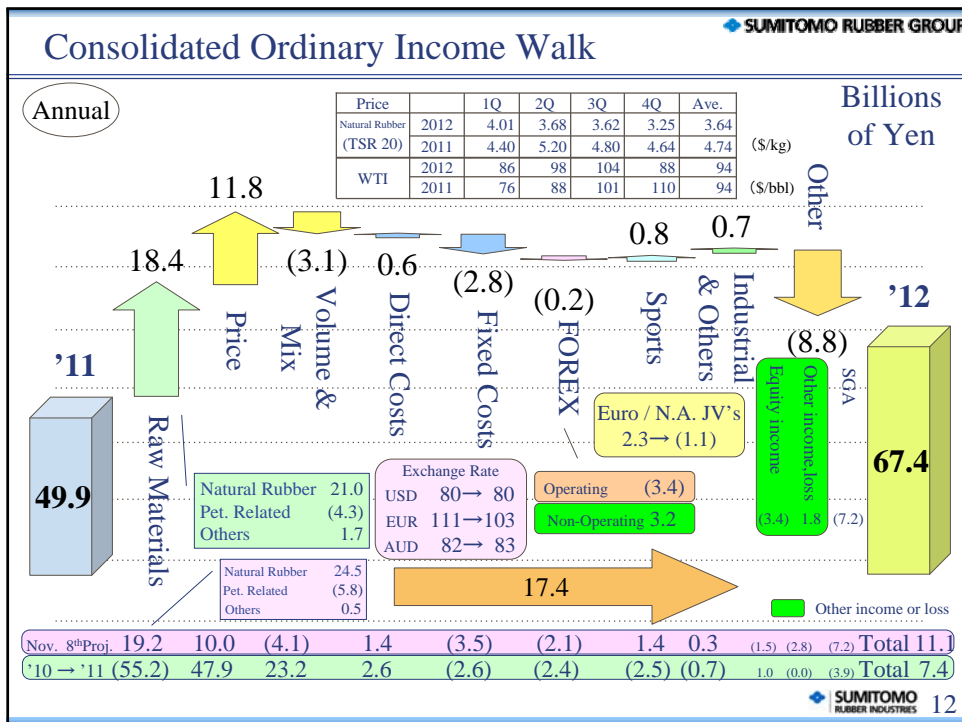 SUMITOMO RUBBER GROUP
Consolidated Ordinary Income Walk
Annual
Billions
of Yen
Price 1Q 2Q 3Q 4Q Ave.
Natural Rubber (TSR 20) 2012 4.01 3.68 3.62 3.25 3.64
2011 4.40 5.20 4.80 4.64 4.74 ($/kg)
WTI 2012 86 98 104 88 94
2011 76 88 101 110 94 ($/bbl)
’11
49.9
18.4
Raw Materials
11.8
Price
(3.1)
Volume &
Mix
0.6
Direct Costs
(2.8)
Fixed Costs
(0.2)
FOREX
0.8
Sports
0.7
Industrial
& Others
Other
(8.8)
’12
67.4
Equity income
Other income,loss
SGA
(3.4) 1.8 (7.2)
Euro / N.A. JV’s
2.3→ (1.1)
Natural Rubber 21.0
Pet. Related (4.3)
Others 1.7
Exchange Rate
USD 80→ 80
EUR 111→103
AUD 82→ 83
Operating (3.4)
Non-Operating 3.2
Natural Rubber 24.5
Pet. Related (5.8)
Others 0.5
17.4
Other income or loss
Nov. 8thProj. 19.2 10.0 (4.1) 1.4 (3.5) (2.1) 1.4 0.3 (1.5) (2.8) (7.2) Total 11.1
’10 → ’11 (55.2) 47.9 23.2 2.6 (2.6) (2.4) (2.5) (0.7) 1.0 (0.0) (3.9) Total 7.4
SUMITOMO
RUBBER INDUSTRIES
12